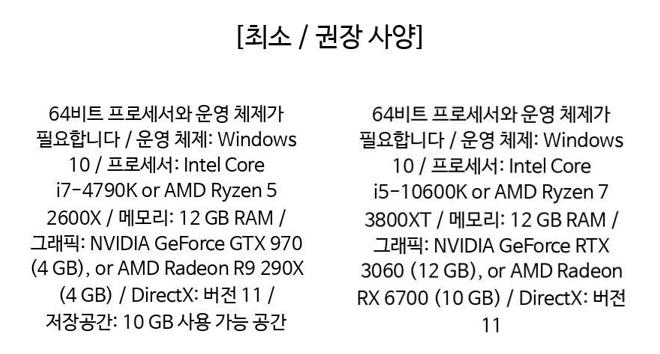 [최소 / 권장 사양]
64비트 프로세서와 운영 체제가
필요합니다 / 운영 체제: Windows
10 / 프로세서: Intel Core
i7-4790K or AMD Ryzen 5
2600X / 메모리: 12 GB RAM /
그래픽: NVIDIA GeForce GTX 970
(4 GB), or AMD Radeon R9 290X
(4 GB) / DirectX: 버전 11 /
저장공간: 10 GB 사용 가능 공간
64비트 프로세서와 운영 체제가
필요합니다 / 운영 체제: Windows
10 / 프로세서: Intel Core
i5-10600K or AMD Ryzen 7
3800XT / 메모리: 12 GB RAM /
그래픽: NVIDIA GeForce RTX
3060 (12 GB), or AMD Radeon
RX 6700 (10 GB) / DirectX: 버전
11